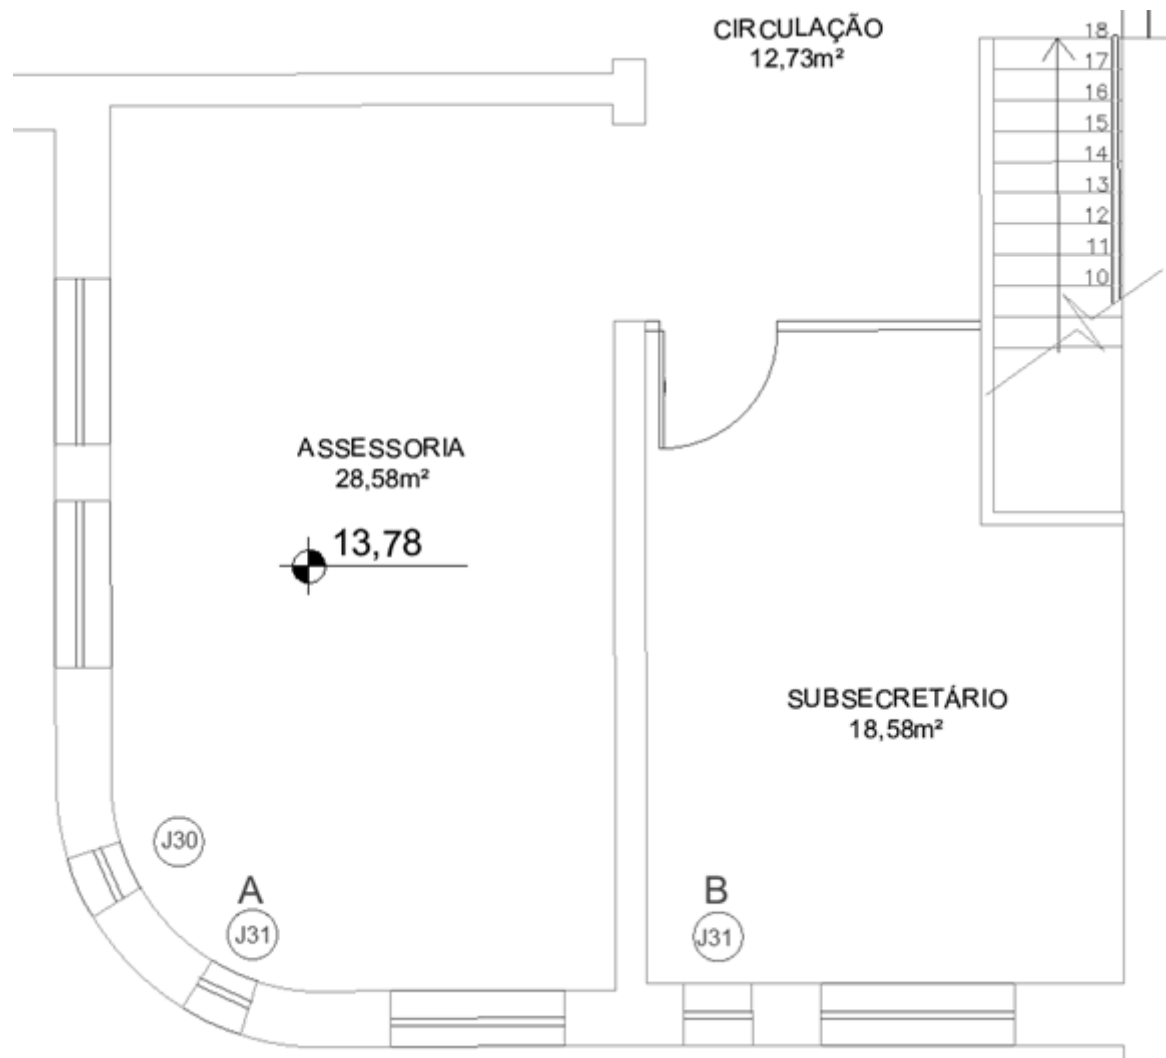 CIRCULAÇÃO
12,73m²
18
17
16
15
14
13
12
11
10
ASSESSORIA
28,58m²
13,78
SUBSECRETÁRIO
18,58m²
J30
A
J31
B
J31